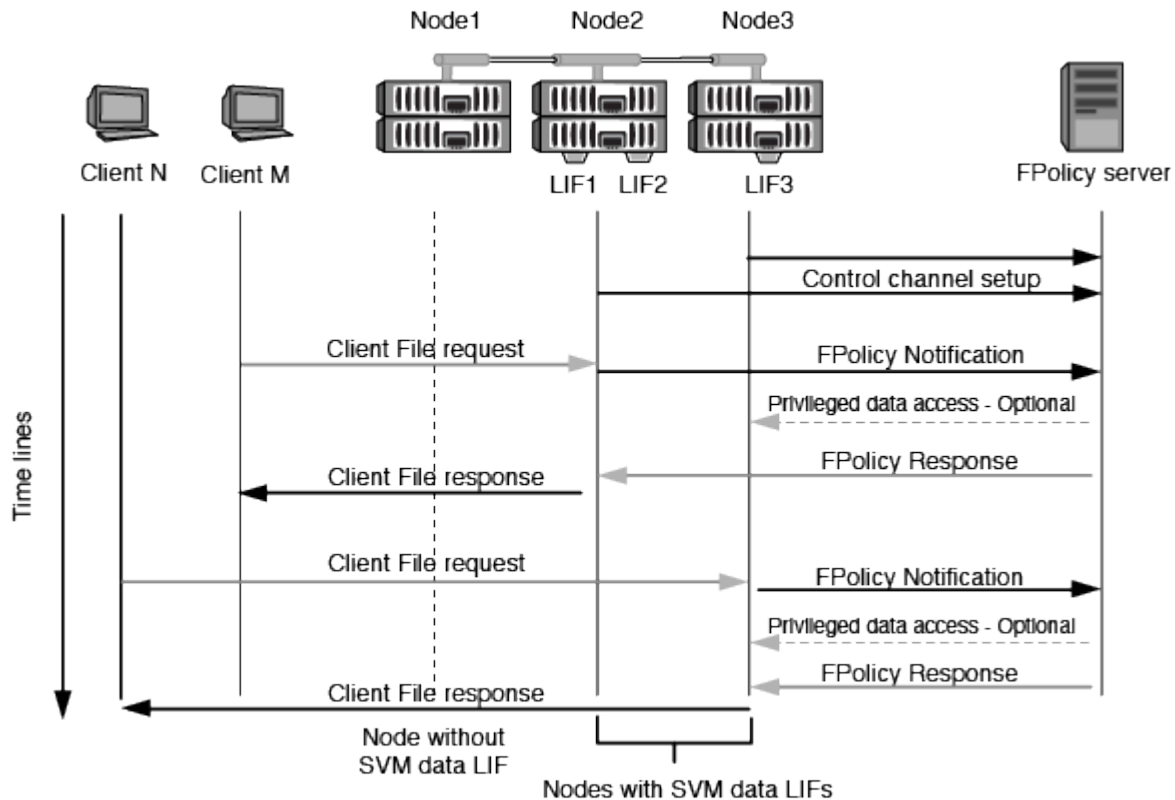 Node1
Node2
Node3
Client N
Client M
LIF1
LIF2
LIF3
FPolicy server
Control channel setup
Client File request
FPolicy Notification
Privileged data access - Optional
FPolicy Response
Client File response
Time lines
Client File request
FPolicy Notification
Privileged data access - Optional
FPolicy Response
Client File response
Node without
SVM data LIF
Nodes with SVM data LIFs